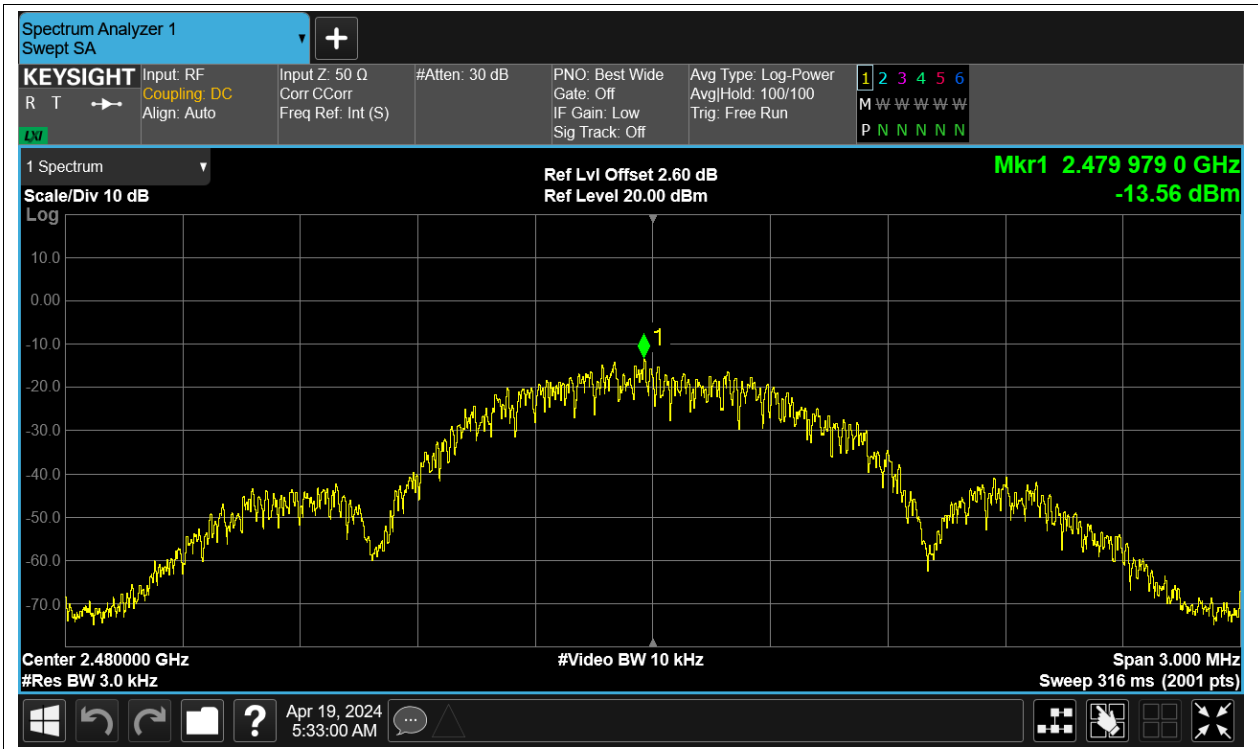 Spectrum Analyzer 1
Swept SA
KEYSIGHT
R T
LXI
Input: RF
Coupling: DC
Align: Auto
Input Z: 50 Ω
Corr CCorr
Freq Ref: Int (S)
#Atten: 30 dB
PNO: Best Wide
Gate: Off
IF Gain: Low
Sig Track: Off
Avg Type: Log-Power
Avg|Hold: 100/100
Trig: Free Run
1 2 3 4 5 6
M W W W W W
P N N N N N
1 Spectrum
Scale/Div 10 dB
Log
Ref Lvl Offset 2.60 dB
Ref Level 20.00 dBm
Mkr1 2.479 979 0 GHz
-13.56 dBm
10.0
0.00
-10.0
-20.0
-30.0
-40.0
-50.0
-60.0
-70.0
1
Center 2.480000 GHz
#Res BW 3.0 kHz
#Video BW 10 kHz
Span 3.000 MHz
Sweep 316 ms (2001 pts)
?
Apr 19, 2024
5:33:00 AM